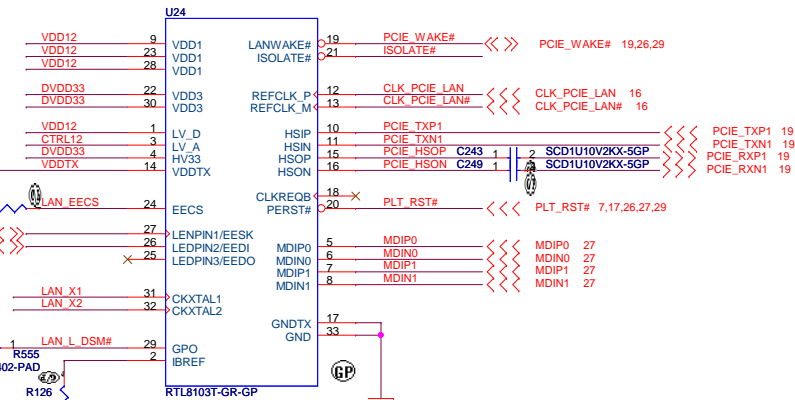 U24
VDD12 9 VDD1 LANWAKE# 19 PCIE_WAKE# PCIE_WAKE# 19,26,29
VDD12 23 VDD1 ISOLATE# 21 ISOLATE#
VDD12 28 VDD1
DVDD33 22 VDD3 REFCLK_P 12 CLK_PCIE_LAN CLK_PCIE_LAN 16
DVDD33 30 VDD3 REFCLK_M 13 CLK_PCIE_LAN# CLK_PCIE_LAN# 16
VDD12 1 LV_D HSIP 10 PCIE_TXP1 PCIE_TXP1 19
CTRL12 3 LV_A HSIN 11 PCIE_TXN1 PCIE_TXN1 19
DVDD33 4 HV33 HSOP 15 PCIE_HSOP C243 1 2 SCD1U10V2KX-5GP PCIE_RXP1 19
VDDTX 14 VDDTX HSON 16 PCIE_HSON C249 1 SCD1U10V2KX-5GP PCIE_RXN1 19
CLKREQB 18
LAN_EECS 24 EECS PERST# 20 PLT_RST# PLT_RST# 7,17,26,27,29
27 LENPIN1/EESK
26 LEDPIN2/EEDI MDIP0 5 MDIP0 MDIP0 27
25 LEDPIN3/EEDO MDIN0 6 MDIN0 MDIN0 27
MDIP1 7 MDIP1 MDIP1 27
MDIN1 8 MDIN1 MDIN1 27
LAN_X1 31 CKXTAL1
LAN_X2 32 CKXTAL2
GNDTX 17
GND 33
1 LAN_L_DSM# 29 GPO
R555 2 IBREF
402-PAD
GP
R126 RTL8103T-GR-GP